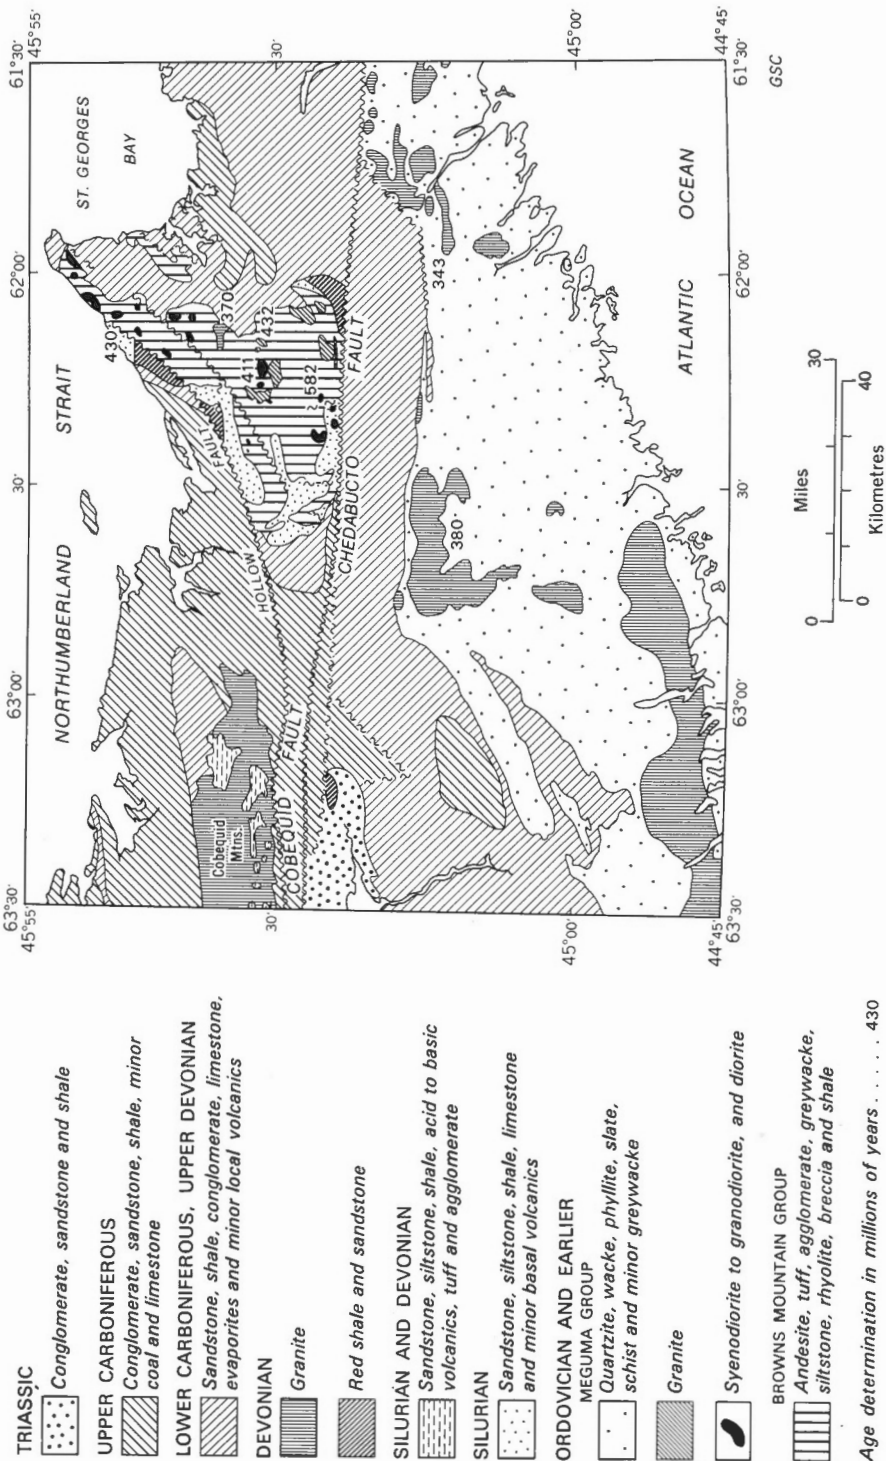 63°30'
63°00'
30'
62°00'
61°30'
45°55'
45°55'
NORTHUMBERLAND
STRAIT
ST. GEORGES
BAY
430
FAULT
370
411
432
582
HOLLOW
Cobequid
Mtns.
30'
30'
COBEQUID
FAULT
CHEDABUCTO
FAULT
343
380
45°00'
45°00'
ATLANTIC
OCEAN
44°45'
44°45'
63°30'
63°00'
30'
62°00'
61°30'
GSC
Miles
0
30
0
40
Kilometres
TRIASSIC
Conglomerate, sandstone and shale
UPPER CARBONIFEROUS
Conglomerate, sandstone, shale, minor
coal and limestone
LOWER CARBONIFEROUS, UPPER DEVONIAN
Sandstone, shale, conglomerate, limestone,
evaporites and minor local volcanics
DEVONIAN
Granite
Red shale and sandstone
SILURIAN AND DEVONIAN
Sandstone, siltstone, shale, acid to basic
volcanics, tuff and agglomerate
SILURIAN
Sandstone, siltstone, shale, limestone
and minor basal volcanics
ORDOVICIAN AND EARLIER
MEGUMA GROUP
Quartzite, wacke, phyllite, slate,
schist and minor greywacke
Granite
Syenodiorite to granodiorite, and diorite
BROWNS MOUNTAIN GROUP
Andesite, tuff, agglomerate, greywacke,
siltstone, rhyolite, breccia and shale
Age determination in millions of years . . . . . 430